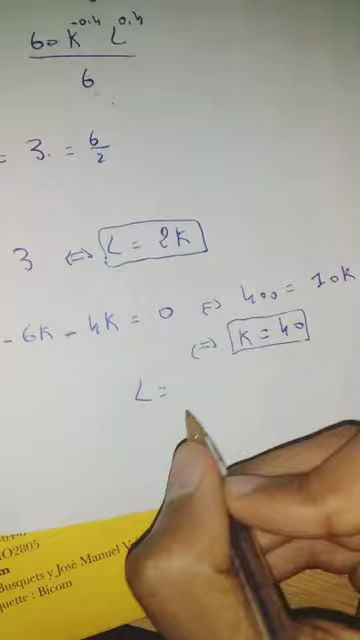 60 K^-0.4 L^0.4
6
= 3. = 6/2
3 ⇔ L = 2K
- 6K - 4K = 0 ⇔ 400 = 10K
⇔ K = 40
L =
MO2805
m
Busquets y José Manuel
quette : Bicom